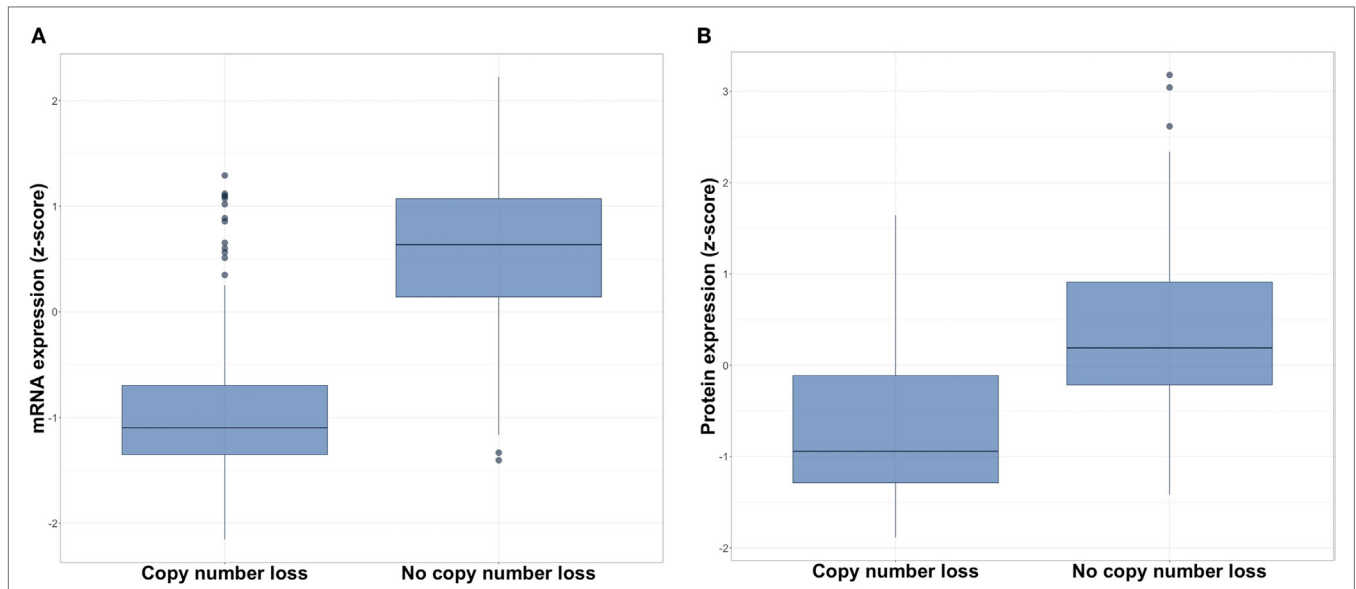 A
mRNA expression (z-score)
2
1
0
-1
-2
Copy number loss
No copy number loss
B
Protein expression (z-score)
3
2
1
0
-1
-2
Copy number loss
No copy number loss